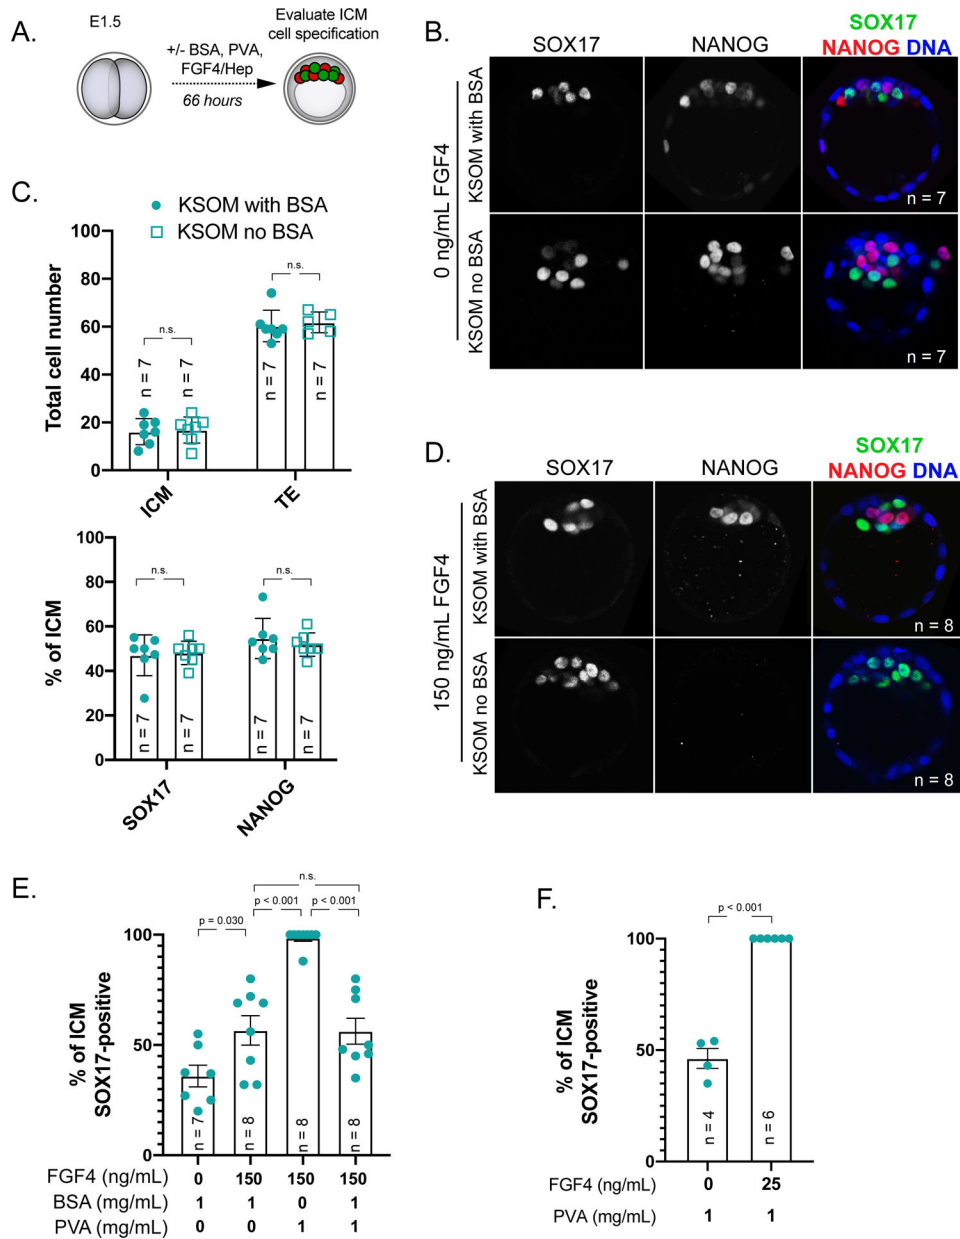 A.
E1.5
+/- BSA, PVA,
FGF4/Hep
66 hours
Evaluate ICM
cell specification
B.
SOX17
NANOG
SOX17
NANOG DNA
0 ng/mL FGF4
KSOM with BSA
n = 7
KSOM no BSA
n = 7
C.
KSOM with BSA
KSOM no BSA
Total cell number
100
80
60
40
20
0
n.s.
n.s.
n = 7
n = 7
n = 7
n = 7
ICM
TE
% of ICM
100
80
60
40
20
0
n.s.
n.s.
n = 7
n = 7
n = 7
n = 7
SOX17
NANOG
D.
SOX17
NANOG
SOX17
NANOG DNA
150 ng/mL FGF4
KSOM with BSA
n = 8
KSOM no BSA
n = 8
E.
n.s.
p < 0.001
p < 0.001
p = 0.030
% of ICM
SOX17-positive
100
50
0
n = 7
n = 8
n = 8
n = 8
FGF4 (ng/mL) 0 150 150 150
BSA (mg/mL) 1 1 0 1
PVA (mg/mL) 0 0 1 1
F.
p < 0.001
% of ICM
SOX17-positive
100
50
0
n = 4
n = 6
FGF4 (ng/mL) 0 25
PVA (mg/mL) 1 1